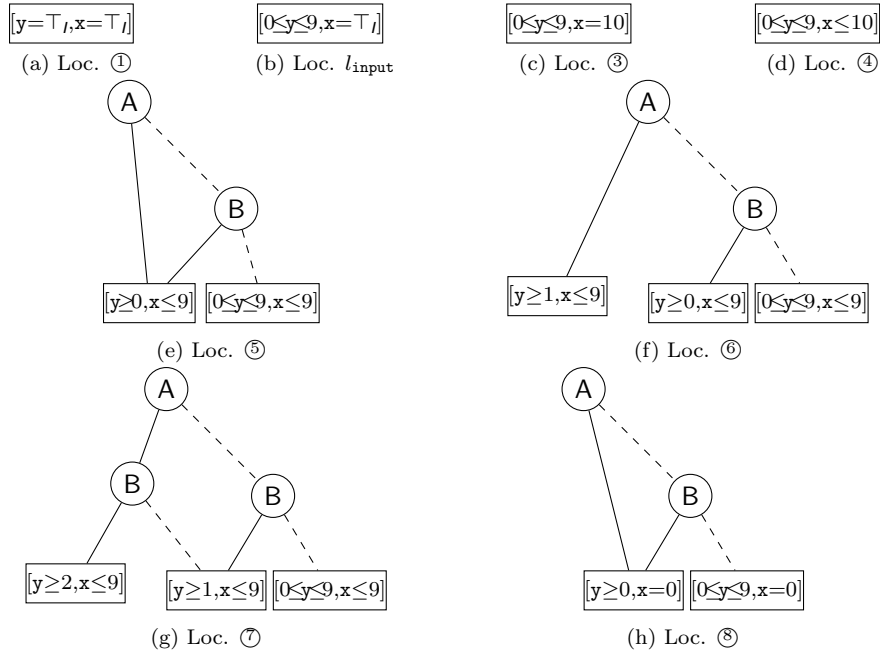 [y=⊤I,x=⊤I] [0≤y≤9,x=⊤I] [0≤y≤9,x=10] [0≤y≤9,x≤10]
(a) Loc. ① (b) Loc. linput (c) Loc. ③ (d) Loc. ④
A A
B B
[y≥0,x≤9] [0≤y≤9,x≤9] [y≥1,x≤9] [y≥0,x≤9] [0≤y≤9,x≤9]
(e) Loc. ⑤ (f) Loc. ⑥
A A
B B B
[y≥2,x≤9] [y≥1,x≤9] [0≤y≤9,x≤9] [y≥0,x=0] [0≤y≤9,x=0]
(g) Loc. ⑦ (h) Loc. ⑧